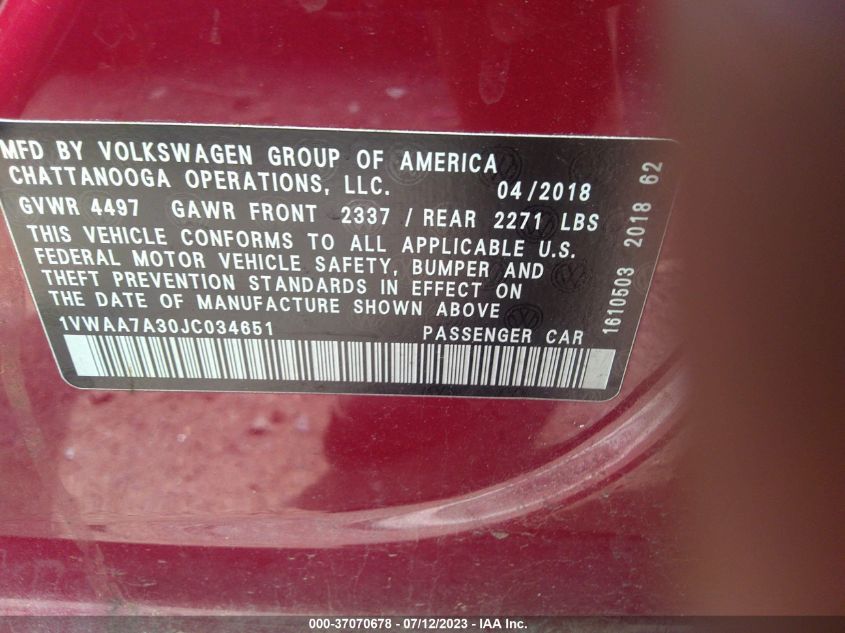 MFD BY VOLKSWAGEN GROUP OF AMERICA
CHATTANOOGA OPERATIONS, LLC. 04/2018
GVWR 4497 GAWR FRONT 2337 / REAR 2271 LBS
THIS VEHICLE CONFORMS TO ALL APPLICABLE U.S.
FEDERAL MOTOR VEHICLE SAFETY, BUMPER AND
THEFT PREVENTION STANDARDS IN EFFECT ON
THE DATE OF MANUFACTURE SHOWN ABOVE
1VWAA7A30JC034651 PASSENGER CAR
1610503 2018 62
000-37070678 - 07/12/2023 - IAA Inc.